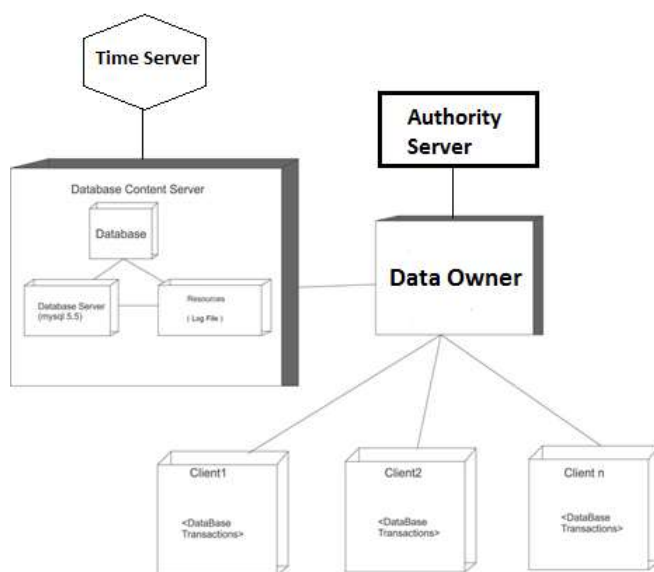 Time Server
Authority
Server
Database Content Server
Database
Data Owner
Database Server
(mysql 5.5)
Resources
( Log File )
Client1
Client2
Client n
<DataBase
Transactions>
<DataBase
Transactions>
<DataBase
Transactions>